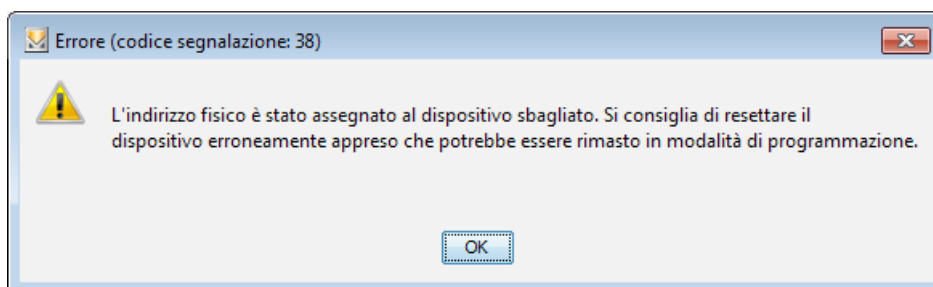 Errore (codice segnalazione: 38)
L'indirizzo fisico è stato assegnato al dispositivo sbagliato. Si consiglia di resettare il
dispositivo erroneamente appreso che potrebbe essere rimasto in modalità di programmazione.
OK